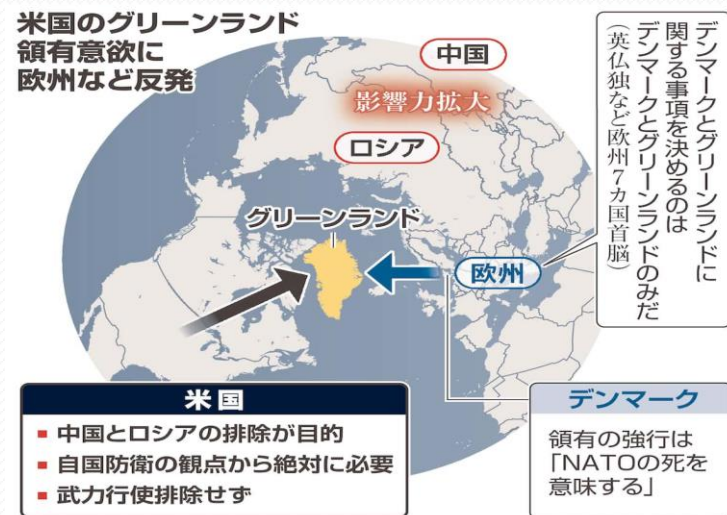 米国のグリーンランド
領有意欲に
欧州など反発
中国
影響力拡大
ロシア
グリーンランド
欧州
デンマークとグリーンランドに
関する事項を決めるのは
デンマークとグリーンランドのみだ
(英仏独など欧州7カ国首脳)
米国
▪ 中国とロシアの排除が目的
▪ 自国防衛の観点から絶対に必要
▪ 武力行使排除せず
デンマーク
領有の強行は
「NATOの死を
意味する」